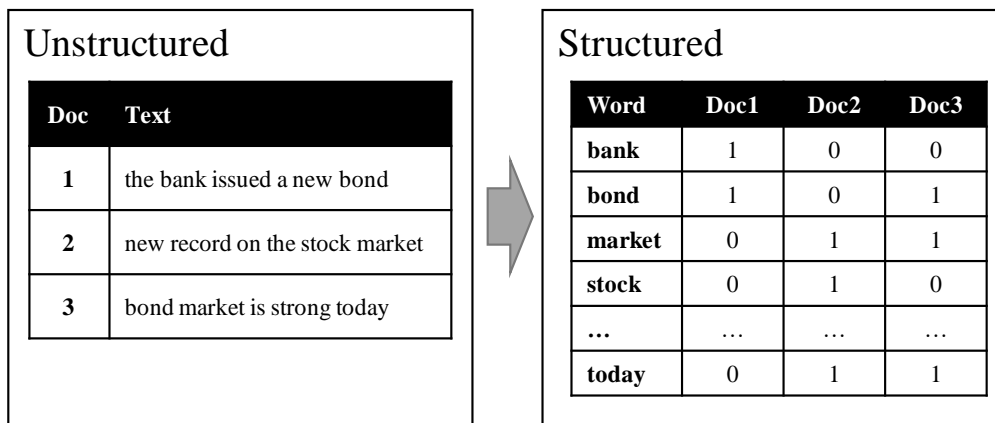 Unstructured
Doc Text
1 the bank issued a new bond
2 new record on the stock market
3 bond market is strong today
Structured
Word Doc1 Doc2 Doc3
bank 1 0 0
bond 1 0 1
market 0 1 1
stock 0 1 0
… … … …
today 0 1 1